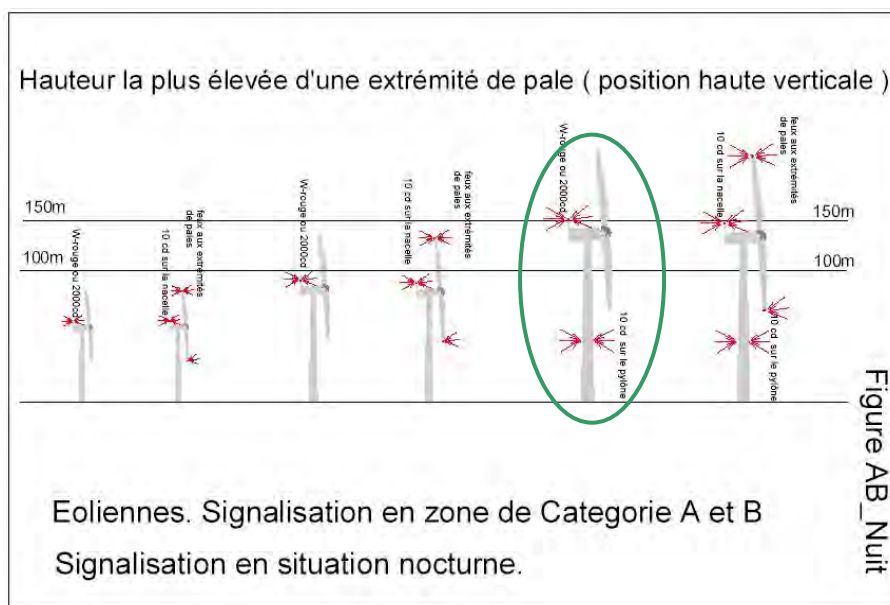 Hauteur la plus élevée d'une extrémité de pale ( position haute verticale )
W-rouge ou 2000cd
10 cd sur la nacelle
feux aux extrémités
de pales
W-rouge ou 2000cd
10 cd sur la nacelle
feux aux extrémités
de pales
W-rouge ou 2000cd
10 cd sur le pylône
10 cd sur la nacelle
feux aux extrémités
de pales
10 cd sur le pylône
150m
150m
100m
100m
Eoliennes. Signalisation en zone de Categorie A et B
Signalisation en situation nocturne.
Figure AB_Nuit